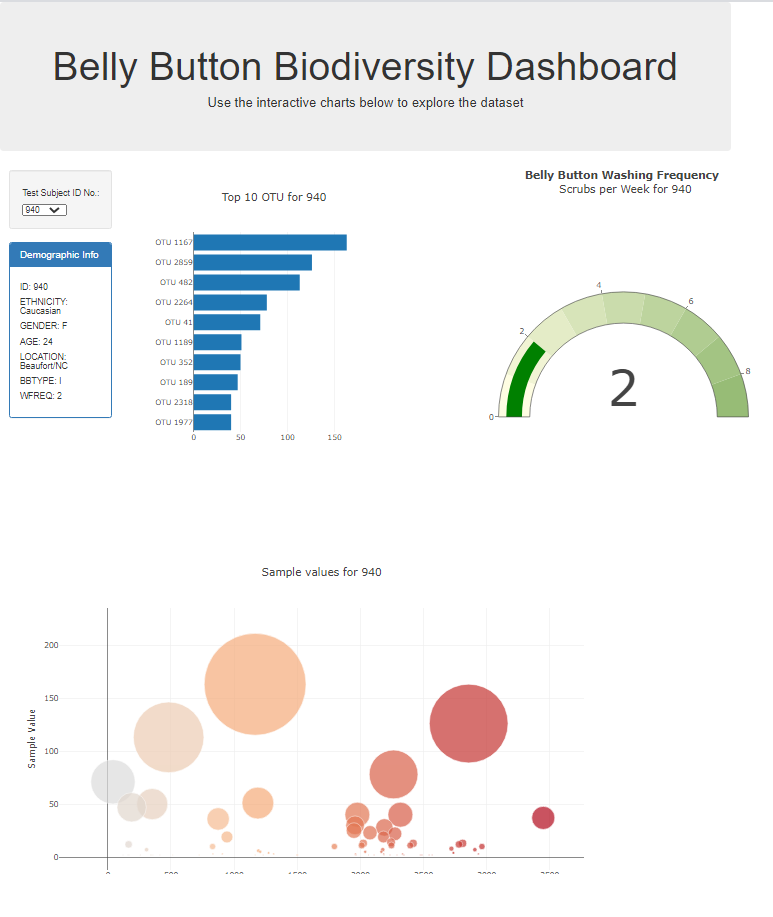 Belly Button Biodiversity Dashboard
Use the interactive charts below to explore the dataset
Test Subject ID No.:
940
Demographic Info
ID: 940
ETHNICITY:
Caucasian
GENDER: F
AGE: 24
LOCATION:
Beaufort/NC
BBTYPE: I
WFREQ: 2
Top 10 OTU for 940
OTU 1167
OTU 2859
OTU 482
OTU 2264
OTU 41
OTU 1189
OTU 352
OTU 189
OTU 2318
OTU 1977
0 50 100 150
Belly Button Washing Frequency
Scrubs per Week for 940
0
2
4
6
8
2
Sample values for 940
Sample Value
200
150
100
50
0
0 500 1000 1500 2000 2500 3000 3500